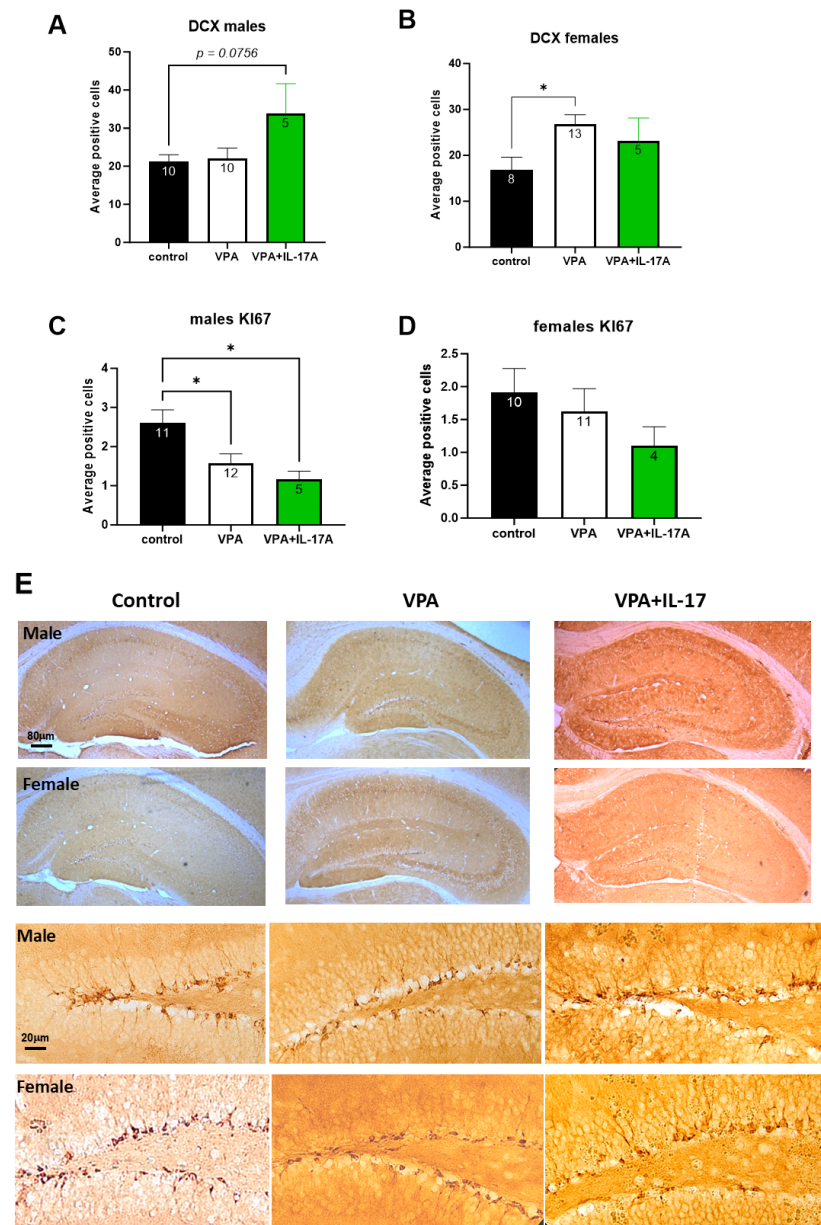 A
DCX males
p = 0.0756
Average positive cells
50
40
30
20
10
0
10
10
5
control
VPA
VPA+IL-17A
B
DCX females
*
Average positive cells
40
30
20
10
0
8
13
5
control
VPA
VPA+IL-17A
C
males KI67
*
*
Average positive cells
4
3
2
1
0
11
12
5
control
VPA
VPA+IL-17A
D
females KI67
Average positive cells
2.5
2.0
1.5
1.0
0.5
0.0
10
11
4
control
VPA
VPA+IL-17A
E
Control
VPA
VPA+IL-17
Male
80µm
Female
Male
20µm
Female